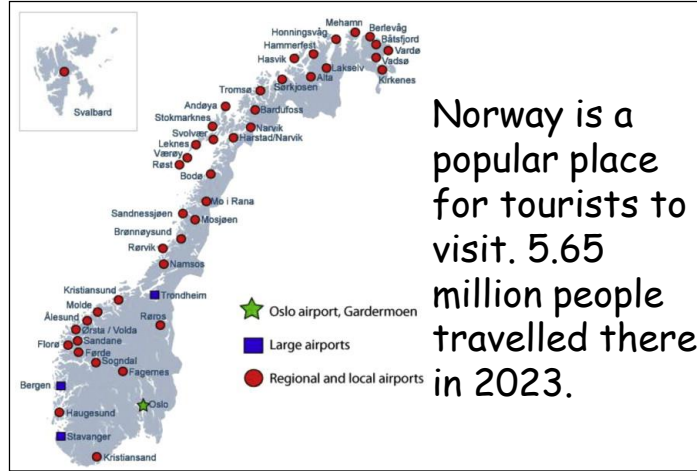 Mehamn
Berlevåg
Honningsvåg
Båtsfjord
Hammerfest
Vardø
Hasvik
Vadsø
Lakselv
Alta
Kirkenes
Sørkjosen
Tromsø
Svalbard
Andøya
Bardufoss
Stokmarknes
Narvik
Svolvær
Harstad/Narvik
Leknes
Værøy
Røst
Bodø
Mo i Rana
Sandnessjøen
Mosjøen
Brønnøysund
Rørvik
Namsos
Kristiansund
Trondheim
Molde
Røros
Ålesund
Ørsta / Volda
Sandane
Florø
Førde
Sogndal
Fagernes
Bergen
Oslo
Haugesund
Stavanger
Kristiansand
Oslo airport, Gardermoen
Large airports
Regional and local airports
Norway is a
popular place
for tourists to
visit. 5.65
million people
travelled there
in 2023.